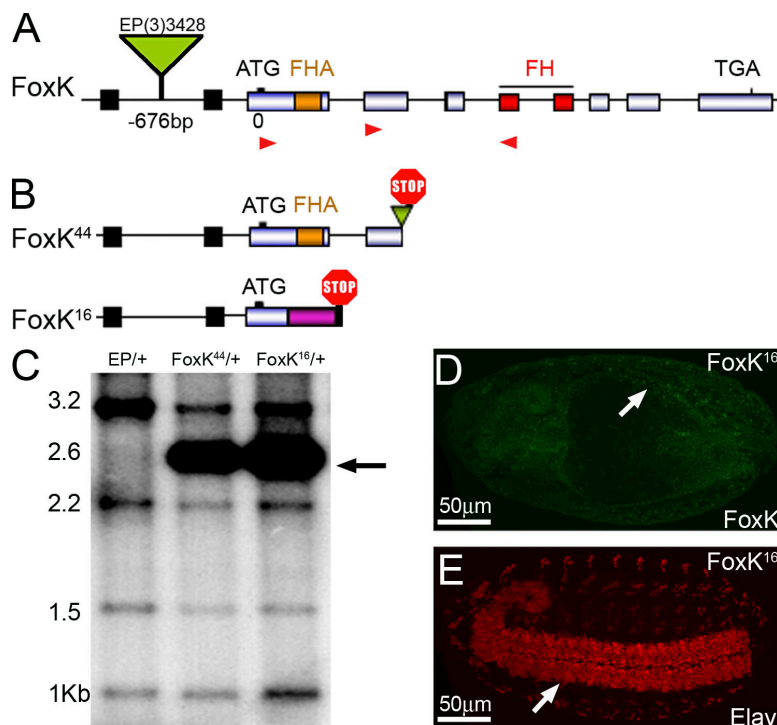 A
EP(3)3428
FoxK
ATG
FHA
FH
TGA
-676bp
0
B
STOP
ATG FHA
FoxK44
STOP
ATG
FoxK16
C
EP/+ FoxK44/+ FoxK16/+
3.2
2.6
2.2
1.5
1Kb
D
FoxK16
50μm
FoxK
E
FoxK16
50μm
Elav